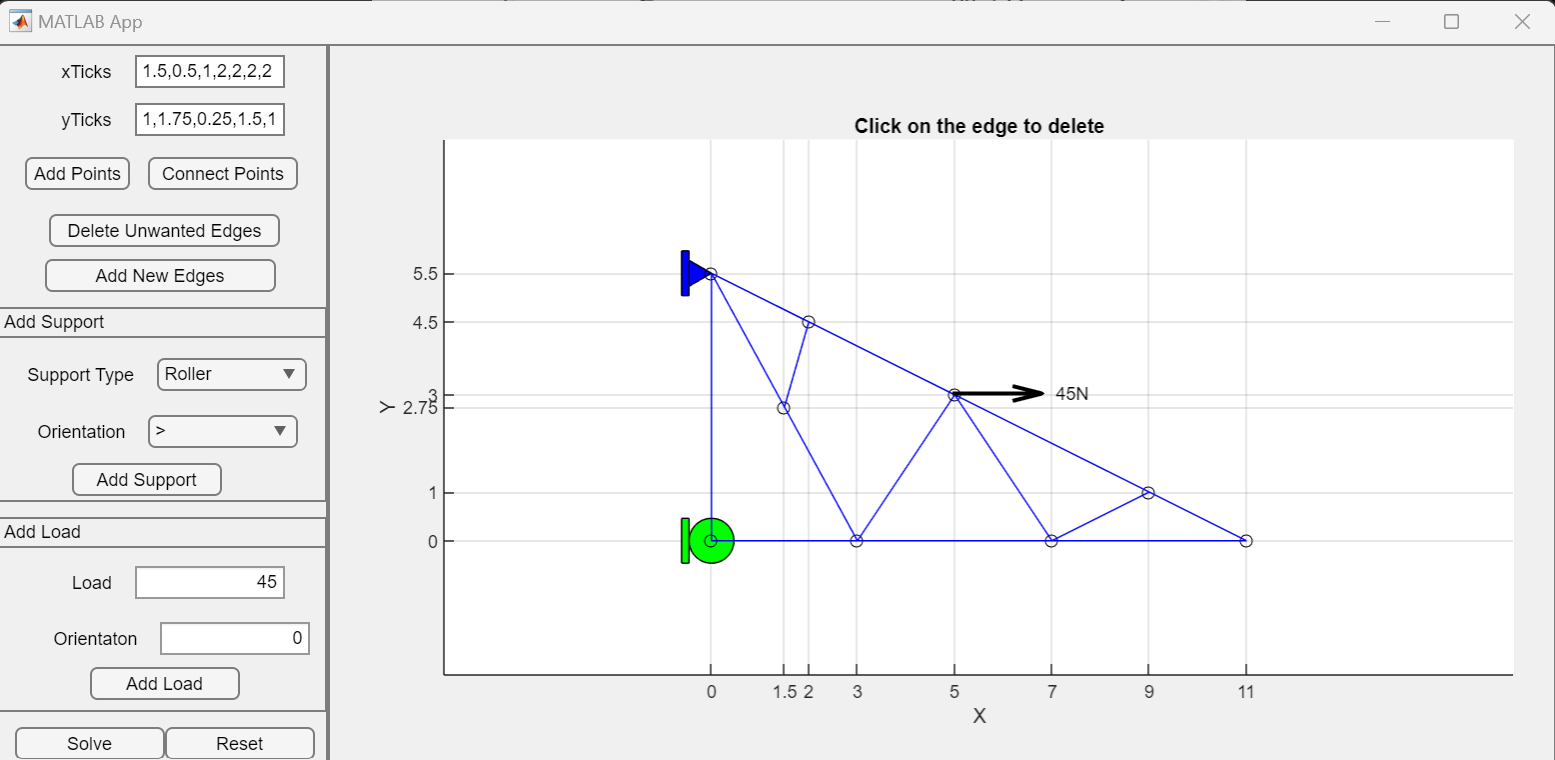 MATLAB App
xTicks 1.5,0.5,1,2,2,2,2
yTicks 1,1.75,0.25,1.5,1
Add Points Connect Points
Delete Unwanted Edges
Add New Edges
Add Support
Support Type Roller
Orientation >
Add Support
Add Load
Load 45
Orientaton 0
Add Load
Solve Reset
Click on the edge to delete
5.5
4.5
3
2.75
1
0
Y
45N
0 1.5 2 3 5 7 9 11
X